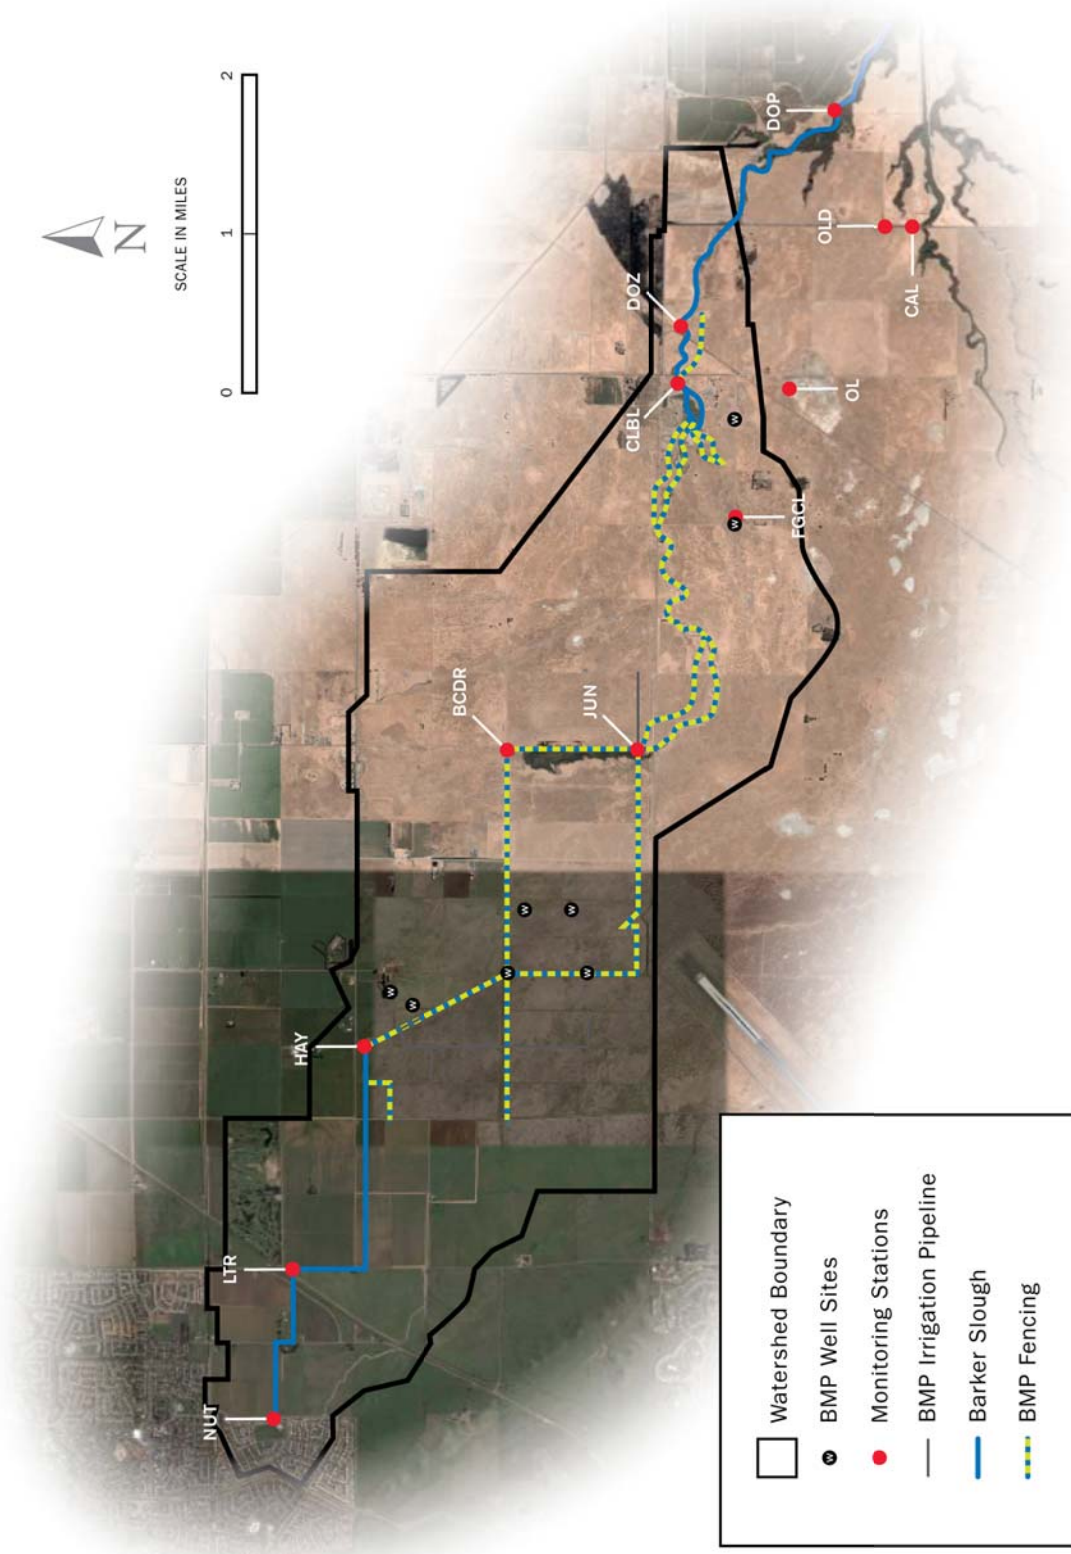 N
SCALE IN MILES
0 1 2
NUT
LTR
HAY
BCDR
JUN
CLBL
DOZ
DOP
OLD
CAL
OL
EGCL
W
W
W
W
W
W
W
W
Watershed Boundary
W BMP Well Sites
Monitoring Stations
BMP Irrigation Pipeline
Barker Slough
BMP Fencing